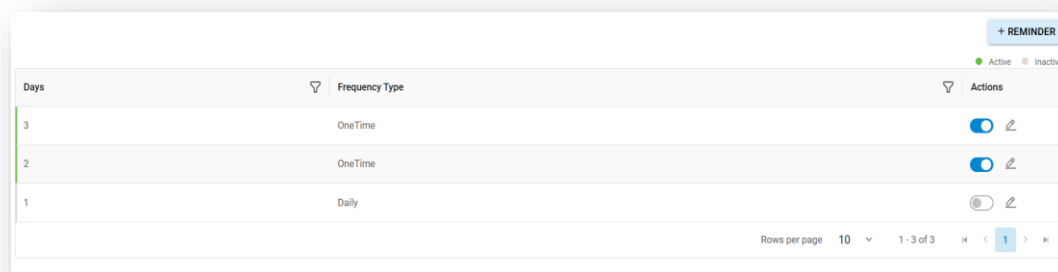 + REMINDER
Active Inactiv
Days Frequency Type Actions
3 OneTime
2 OneTime
1 Daily
Rows per page 10 1 - 3 of 3 1